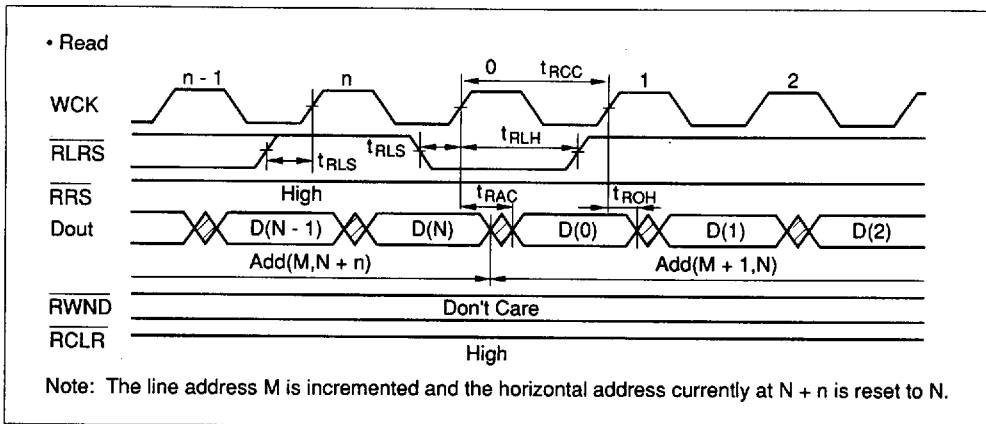 • Read
n - 1 n 0 tRCC 1 2
WCK
RLRS
tRLS tRLS tRLH
RRS
High tRAC tROH
Dout D(N - 1) D(N) D(0) D(1) D(2)
Add(M,N + n) Add(M + 1,N)
RWND Don't Care
RCLR
High
Note: The line address M is incremented and the horizontal address currently at N + n is reset to N.